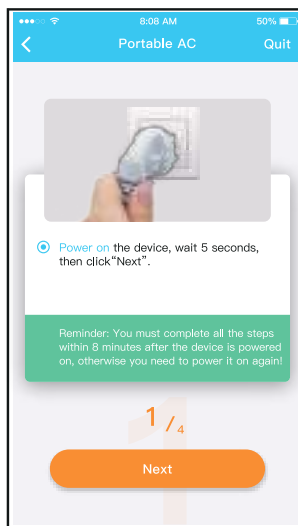 8:08 AM
50%
Portable AC
Quit
Power on the device, wait 5 seconds,
then click“Next”.
Reminder: You must complete all the steps
within 8 minutes after the device is powered
on, otherwise you need to power it on again!
1 / 4
Next